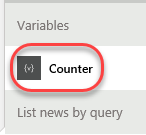 Variables
{v} Counter
List news by query